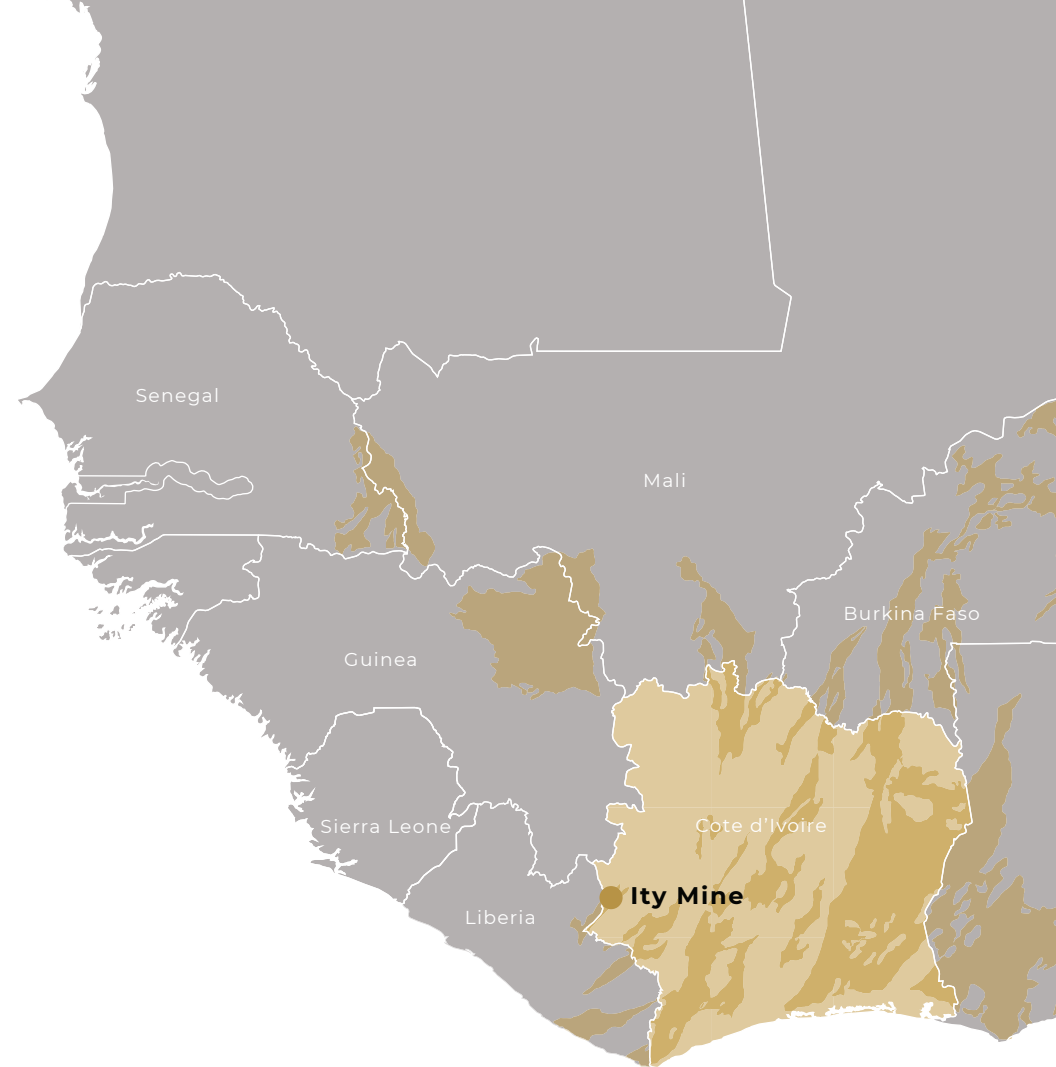 Senegal
Mali
Burkina Faso
Guinea
Sierra Leone
Cote d’Ivoire
Ity Mine
Liberia